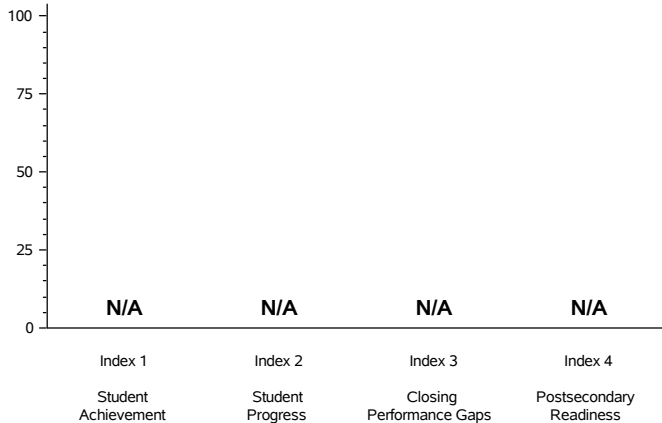 100
75
50
25
0
N/A N/A N/A N/A
Index 1 Index 2 Index 3 Index 4
Student Student Closing Postsecondary
Achievement Progress Performance Gaps Readiness